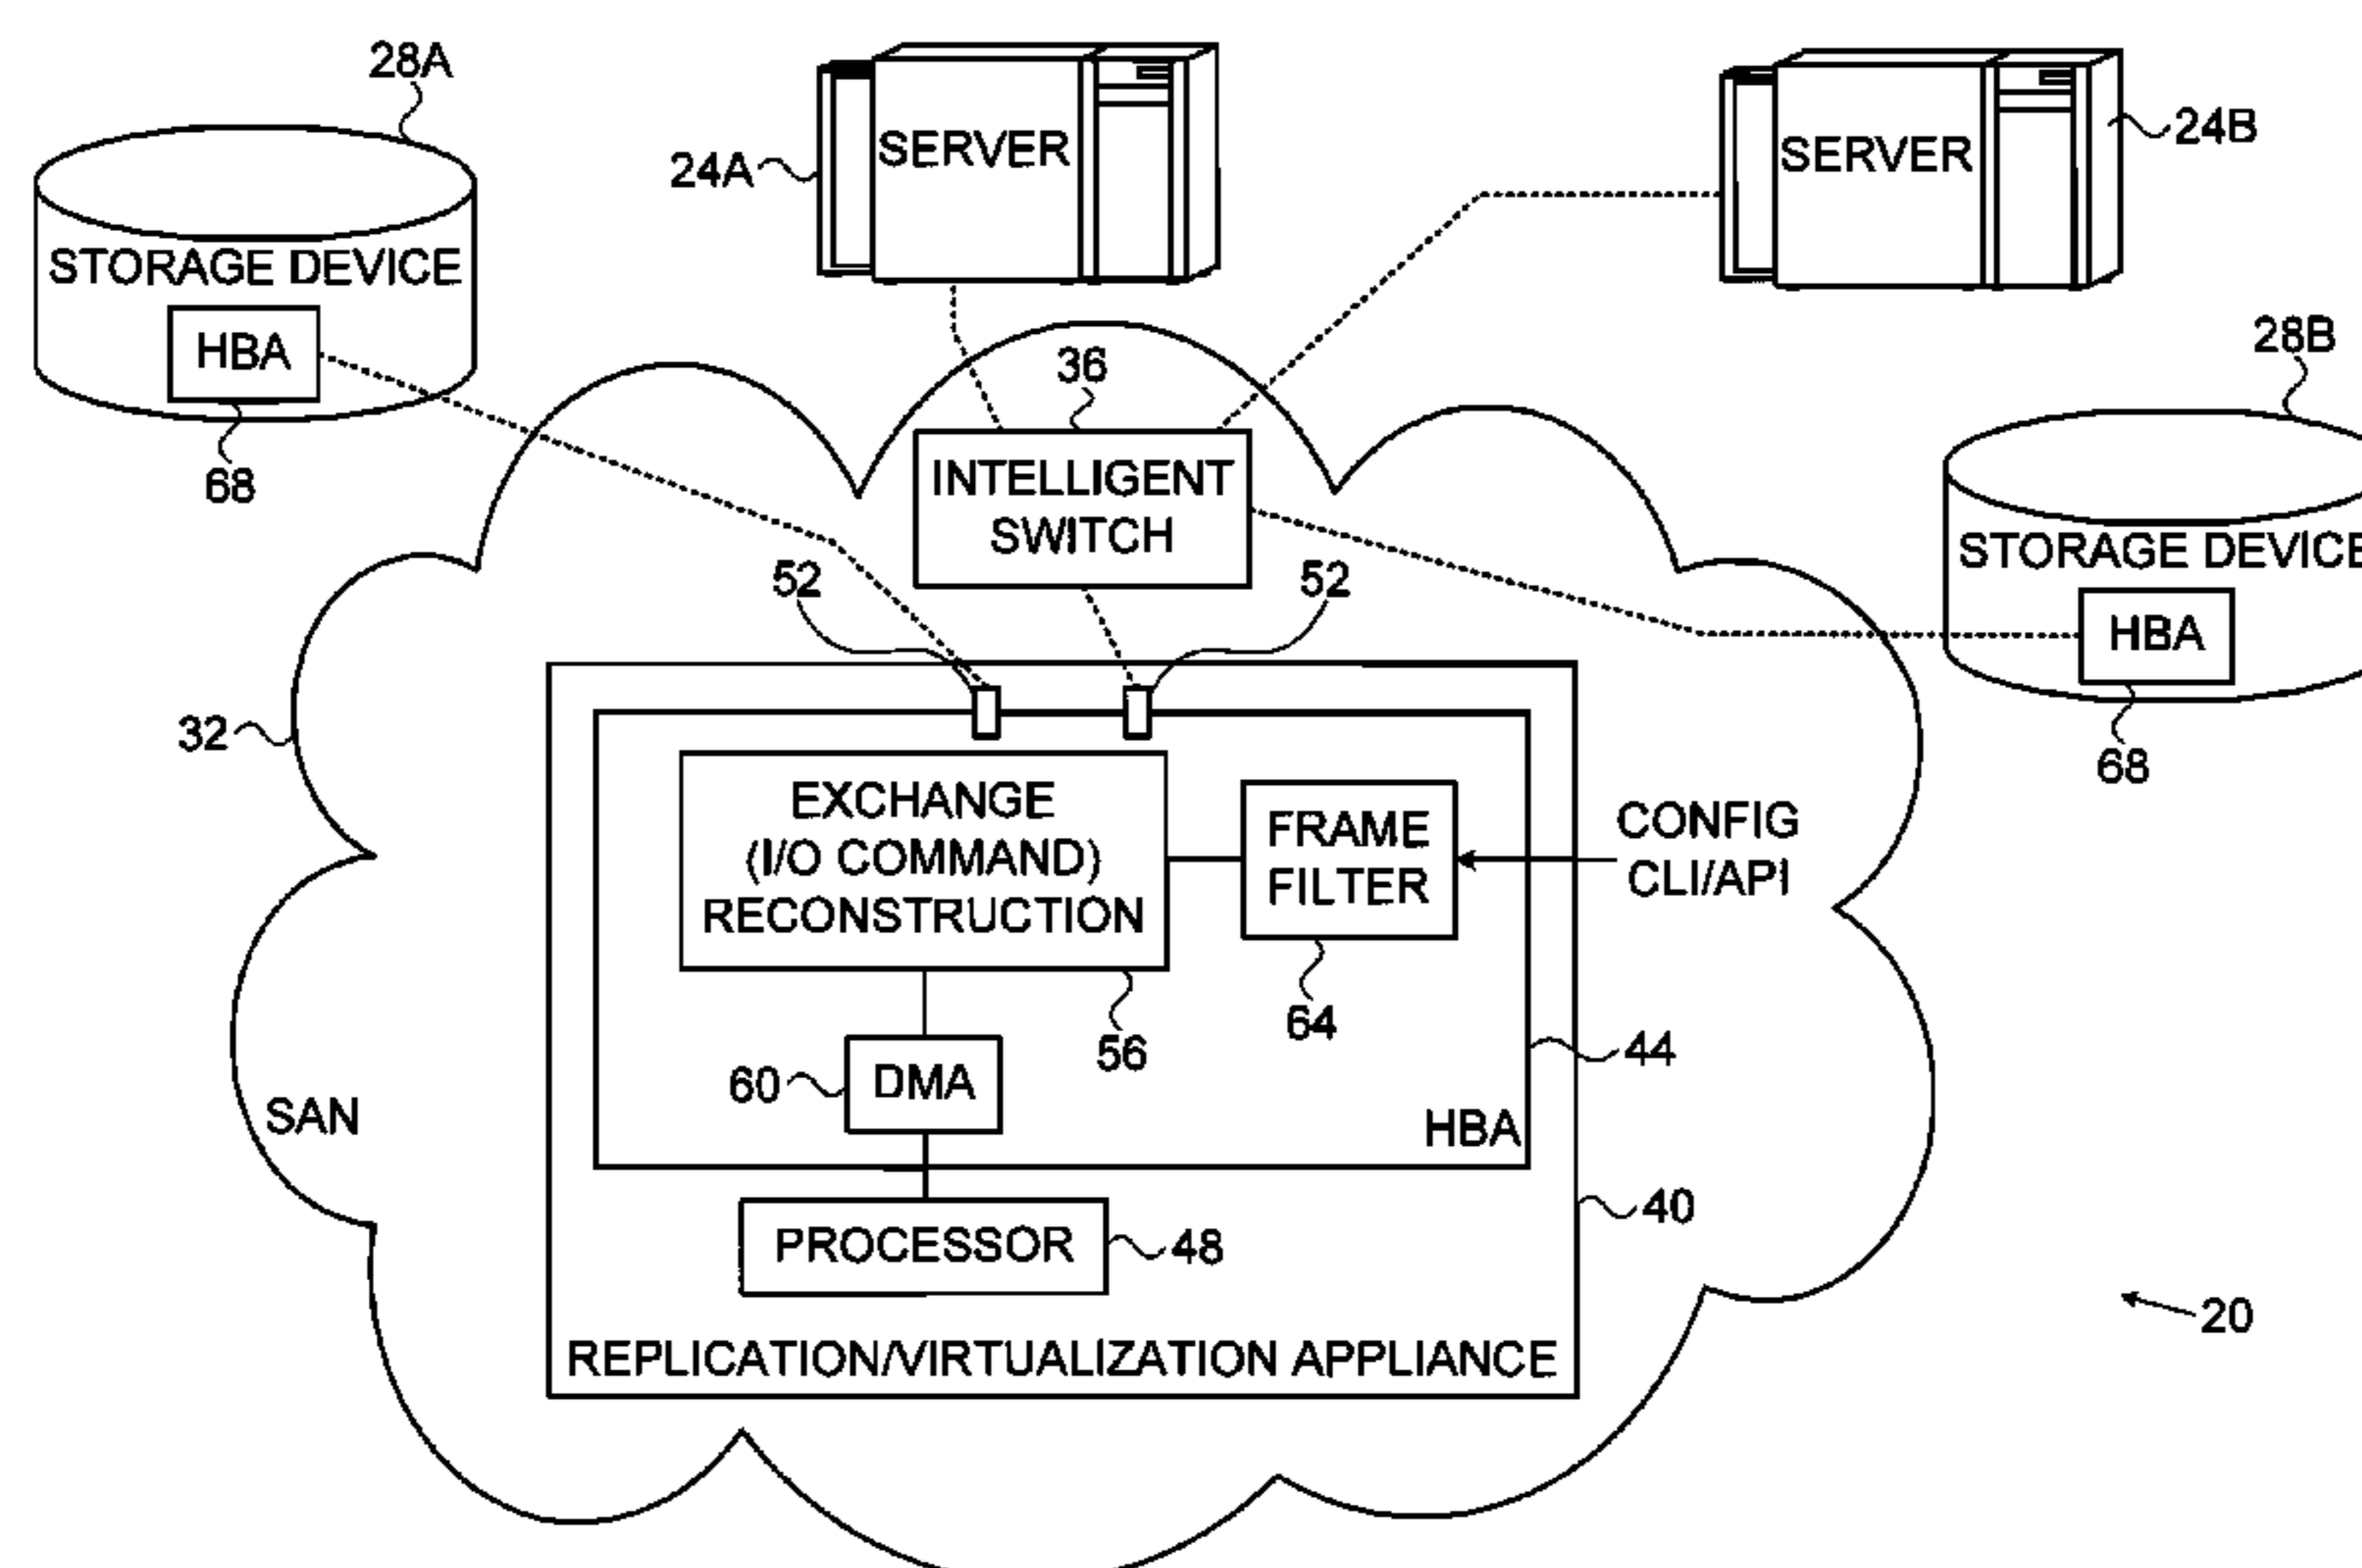 28A
STORAGE DEVICE
HBA
68
24A
SERVER
SERVER
24B
28B
STORAGE DEVICE
HBA
68
36
INTELLIGENT
SWITCH
52
52
32
EXCHANGE
(I/O COMMAND)
RECONSTRUCTION
FRAME
FILTER
CONFIG
CLI/API
64
56
44
60
DMA
SAN
HBA
40
PROCESSOR
48
REPLICATION/VIRTUALIZATION APPLIANCE
20